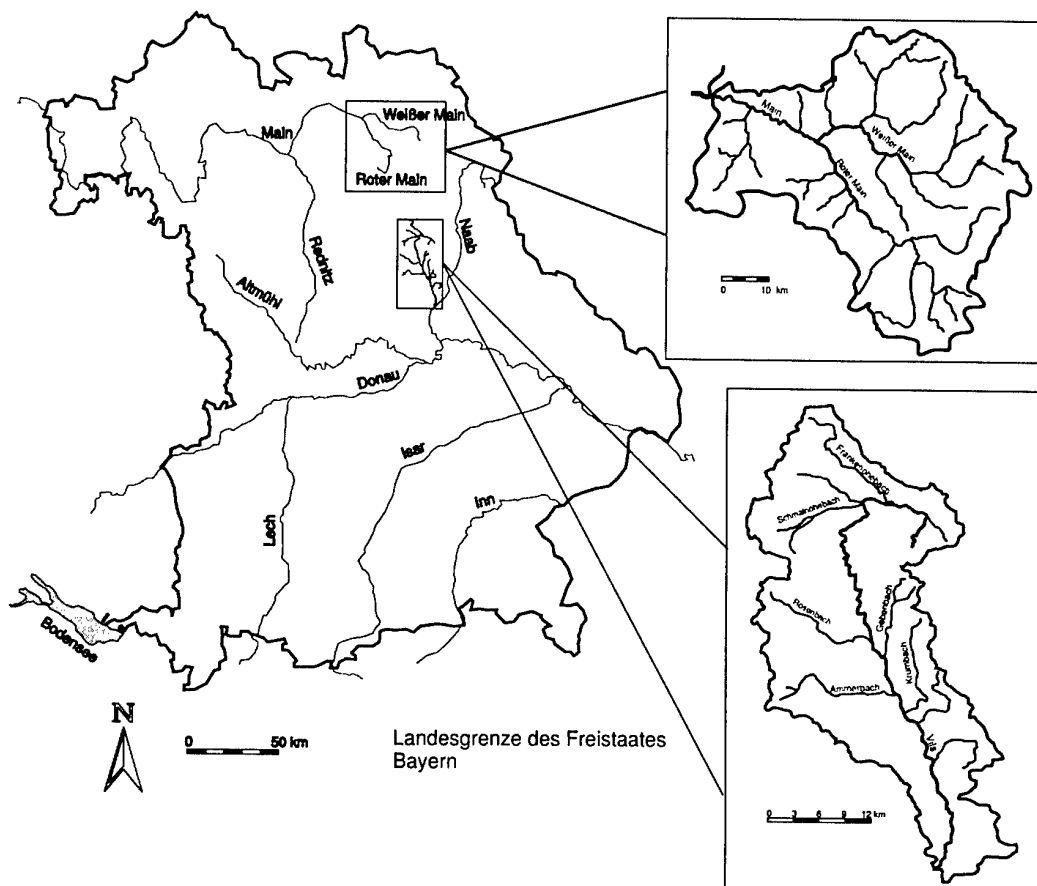 Main
Weißer Main
Roter Main
Rednitz
Naab
Altmühl
Donau
Isar
Inn
Lech
Bodensee
N
0 50 km
Landesgrenze des Freistaates
Bayern
Main
Weißer Main
Roter Main
0 10 km
Frankenohebach
Schmalnohebach
Rosenbach
Gebenbach
Krumbach
Ammerbach
Vils
0 3 6 9 12 km